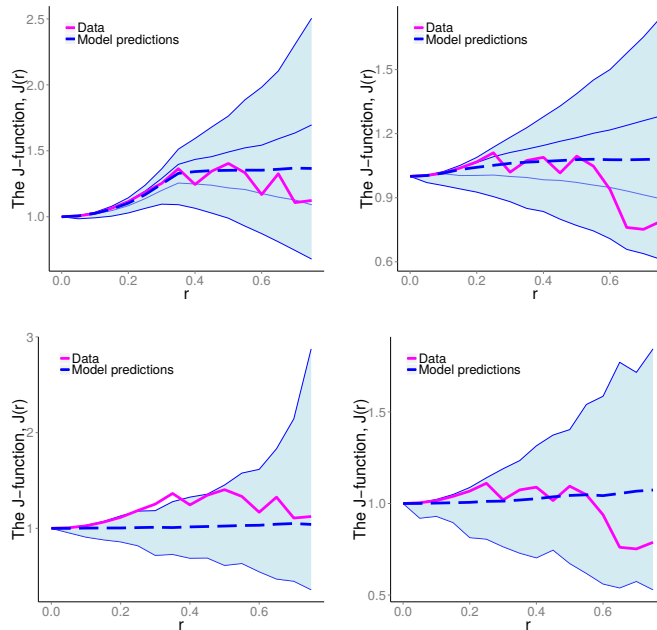 2.5
Data
Model predictions
2.0
1.5
1.0
The J−function, J(r)
0.0
0.2
0.4
0.6
r
Data
Model predictions
1.5
1.2
0.9
0.6
The J−function, J(r)
0.0
0.2
0.4
0.6
r
3
Data
Model predictions
2
1
The J−function, J(r)
0.0
0.2
0.4
0.6
r
Data
Model predictions
1.5
1.0
0.5
The J−function, J(r)
0.0
0.2
0.4
0.6
r